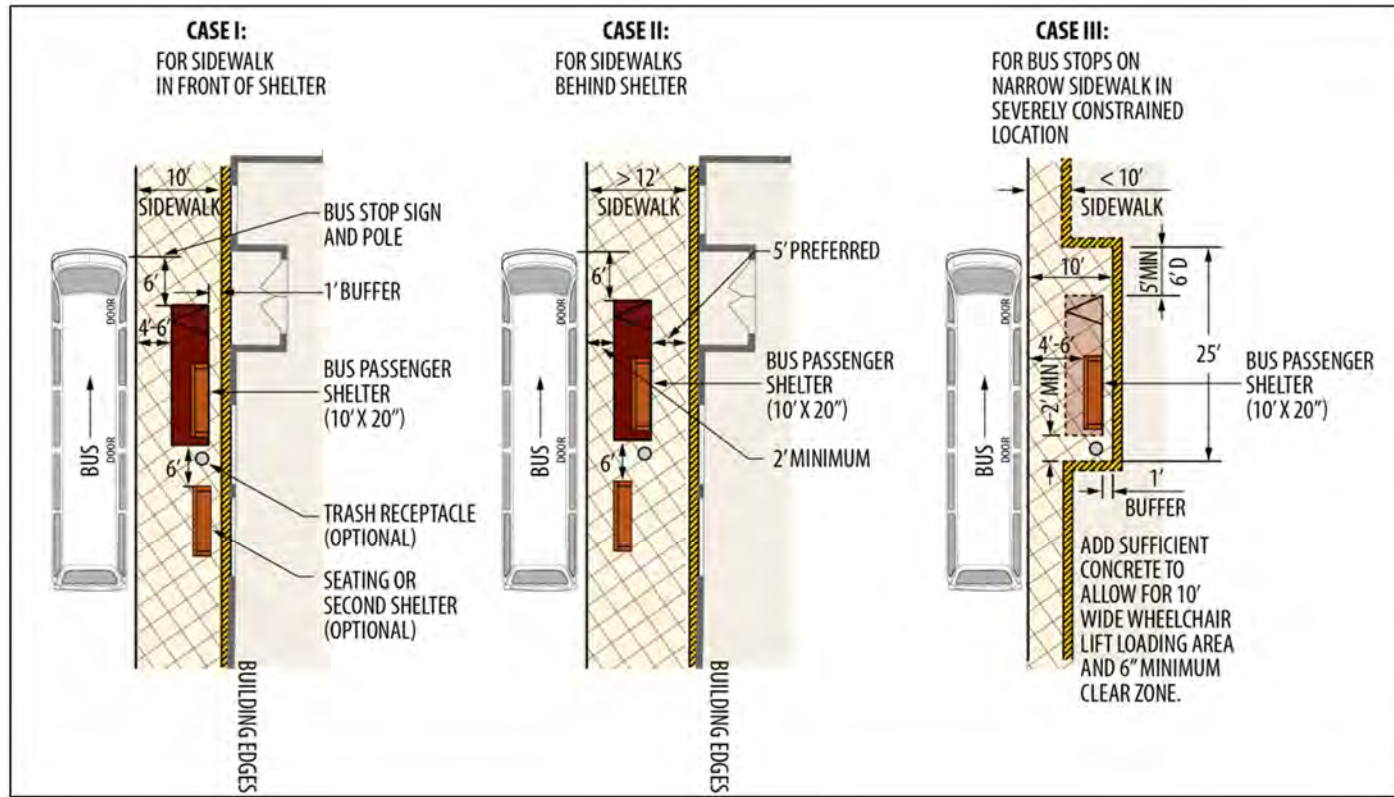 CASE I:
FOR SIDEWALK
IN FRONT OF SHELTER
10'
SIDEWALK
BUS STOP SIGN
AND POLE
6'
1' BUFFER
DOOR
4'-6"
BUS PASSENGER
SHELTER
(10' X 20")
BUS
DOOR
6'
TRASH RECEPTACLE
(OPTIONAL)
SEATING OR
SECOND SHELTER
(OPTIONAL)
BUILDING EDGES
CASE II:
FOR SIDEWALKS
BEHIND SHELTER
> 12'
SIDEWALK
5' PREFERRED
6'
DOOR
BUS PASSENGER
SHELTER
(10' X 20")
BUS
DOOR
2' MINIMUM
6'
BUILDING EDGES
CASE III:
FOR BUS STOPS ON
NARROW SIDEWALK IN
SEVERELY CONSTRAINED
LOCATION
< 10'
SIDEWALK
10'
5' MIN
6' D
DOOR
4'-6'
25'
BUS PASSENGER
SHELTER
(10' X 20")
2' MIN
BUS
DOOR
1'
BUFFER
ADD SUFFICIENT
CONCRETE TO
ALLOW FOR 10'
WIDE WHEELCHAIR
LIFT LOADING AREA
AND 6" MINIMUM
CLEAR ZONE.